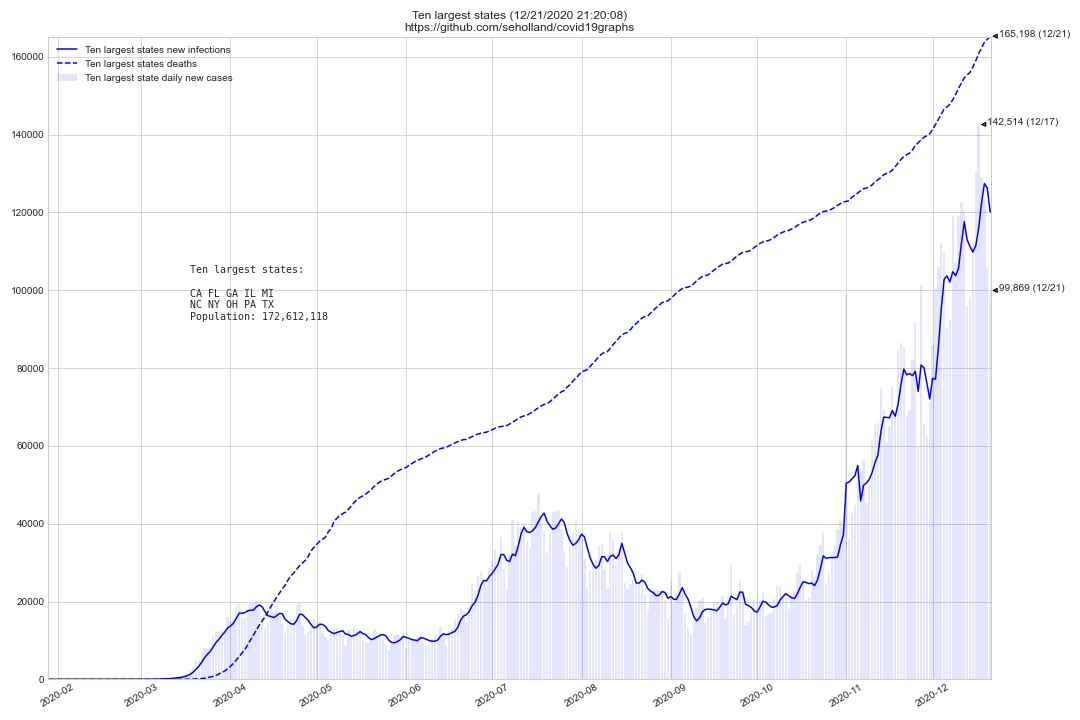 Ten largest states (12/21/2020 21:20:08)
https://github.com/seholland/covid19graphs
Ten largest states new infections
Ten largest states deaths
Ten largest state daily new cases
165,198 (12/21)
160000
142,514 (12/17)
140000
120000
Ten largest states:
CA FL GA IL MI
NC NY OH PA TX
Population: 172,612,118
100000
99,869 (12/21)
80000
60000
40000
20000
0
2020-02
2020-03
2020-04
2020-05
2020-06
2020-07
2020-08
2020-09
2020-10
2020-11
2020-12